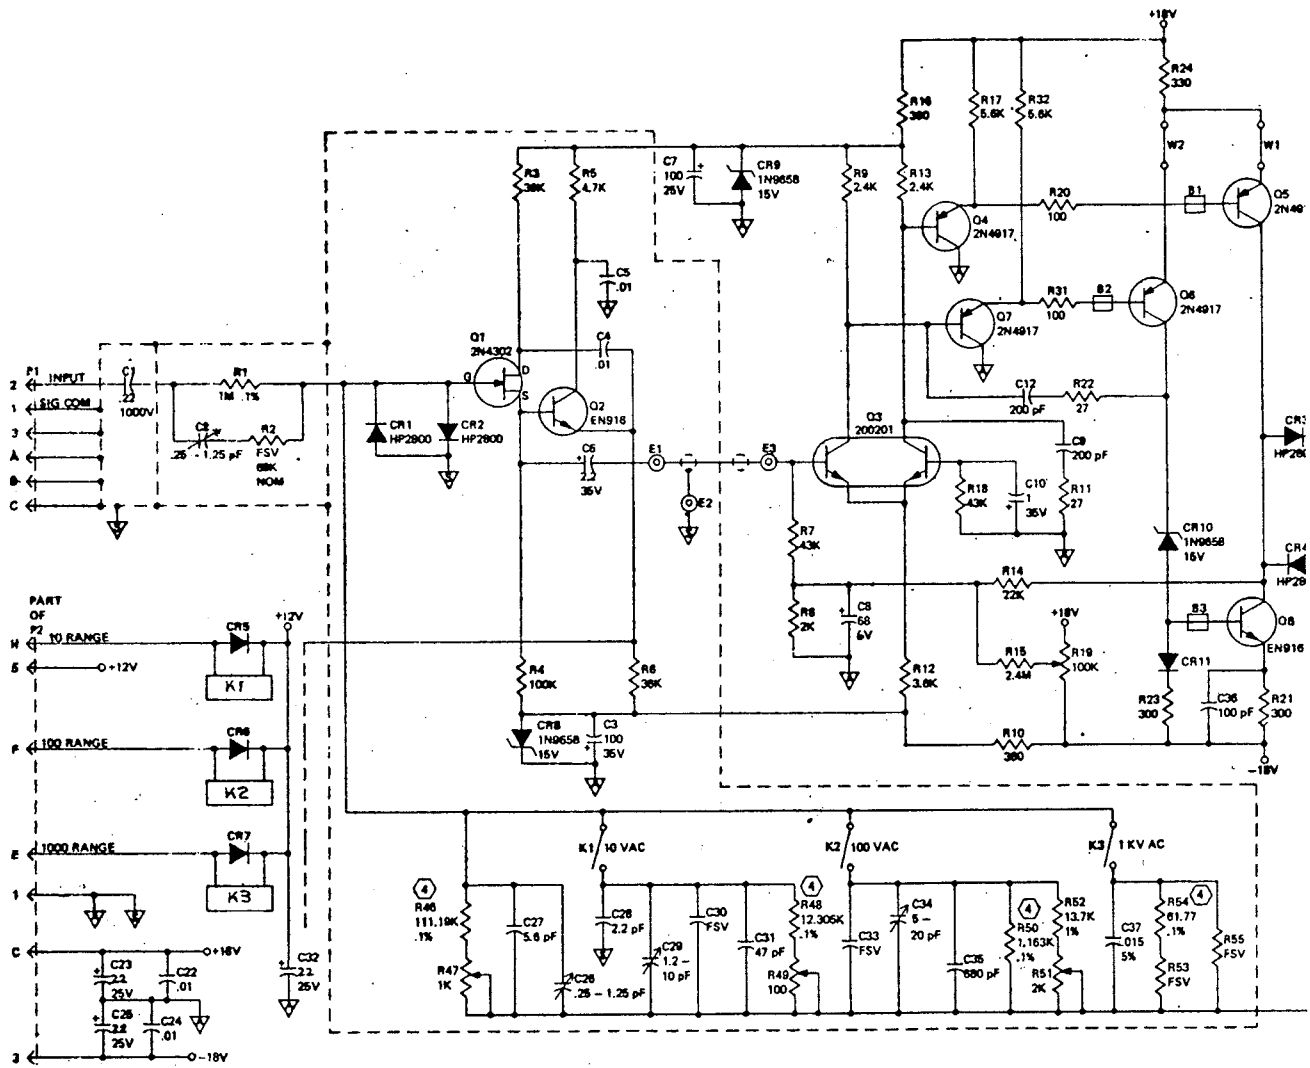 +18V
R24
330
R16
380
R17
5.6K
R32
5.6K
W2
W1
C7
100
25V
CR9
1N9658
15V
R3
39K
R5
4.7K
R9
2.4K
R13
2.4K
Q4
2N4917
R20
100
B1
Q5
2N49
C5
.01
R31
100
B2
Q6
2N4917
Q7
2N4917
Q1
2N4302
C4
.01
G
D
S
P1
2
INPUT
C1
.22
1000V
R1
1M .1%
1
SIG COM
3
A
B
C
C2
.25 - 1.25 pF
R2
FSV
68K
NOM
CR1
HP2800
CR2
HP2800
Q2
EN916
C6
2.2
35V
E1
E2
E3
C12
200 pF
R22
27
Q3
200201
C9
200 pF
R18
43K
C10
1
35V
R11
27
CR3
HP280
R7
43K
CR10
1N9658
15V
CR4
HP28
R14
22K
R8
2K
C8
68
6V
+18V
R15
2.4M
R19
100K
B3
Q8
EN916
CR11
R23
300
C36
100 pF
R21
300
-18V
R12
3.6K
R10
360
R4
100K
R6
36K
CR8
1N9658
15V
C3
100
35V
PART
OF
P2
H
10 RANGE
CR5
+12V
5
+12V
K1
F
100 RANGE
CR6
K2
E
1000 RANGE
CR7
K3
1
C
+18V
C23
2.2
25V
C22
.01
C25
2.2
25V
C24
.01
C32
2.2
25V
3
-18V
K1
10 VAC
K2
100 VAC
K3
1 KV AC
4
R46
111.19K
.1%
R47
1K
C27
5.6 pF
C26
.25 - 1.25 pF
C28
2.2 pF
C29
1.2 -
10 pF
C30
FSV
C31
47 pF
4
R48
12.305K
.1%
R49
100
C33
FSV
C34
5 -
20 pF
C35
680 pF
4
R50
1.163K
.1%
R52
13.7K
1%
R51
2K
C37
.015
5%
R54
61.77
.1%
4
R53
FSV
R55
FSV